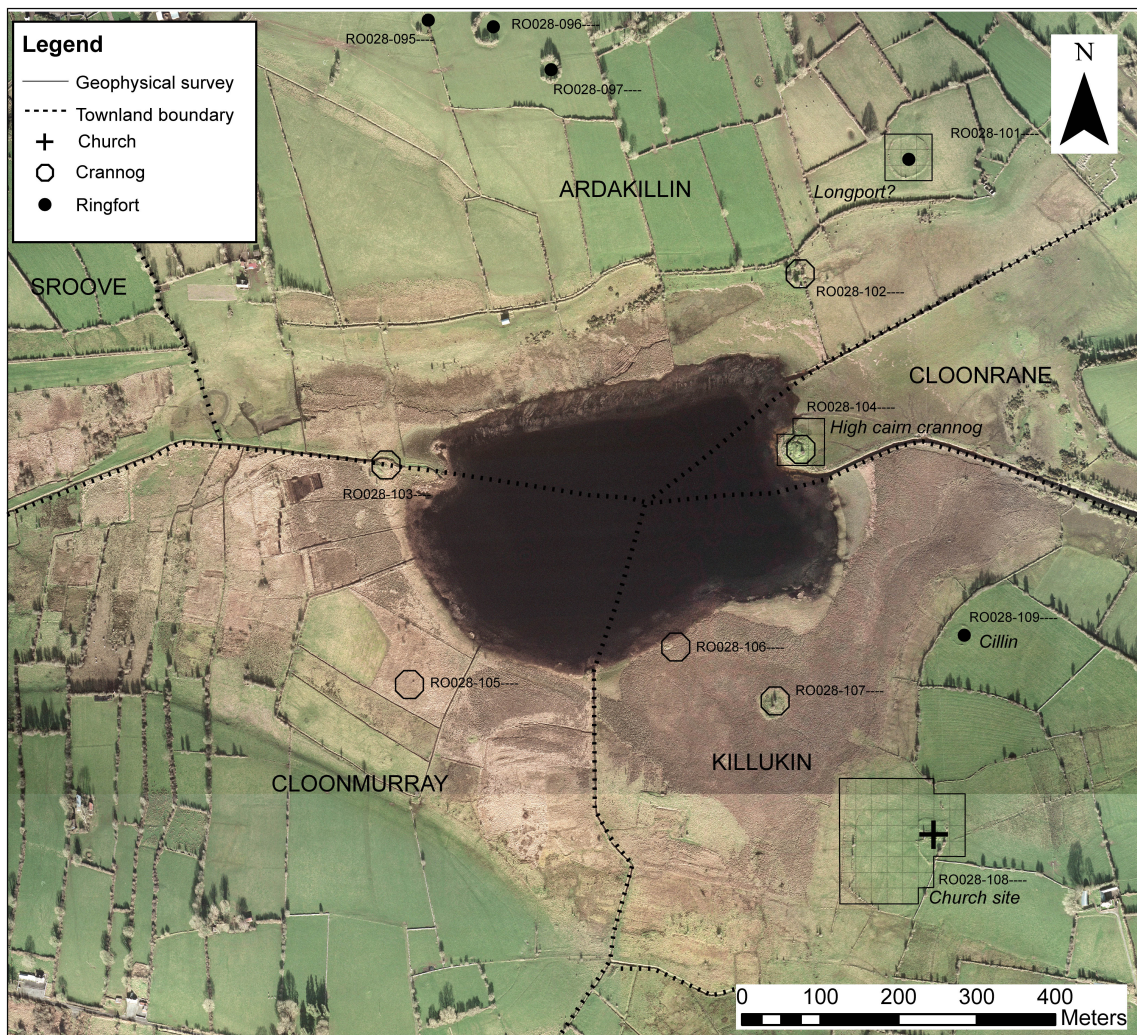 Legend
Geophysical survey
Townland boundary
Church
Crannog
Ringfort
N
RO028-095----
RO028-096----
RO028-097----
RO028-101----
ARDAKILLIN
Longport?
SROOVE
RO028-102----
CLOONRANE
RO028-104----
High cairn crannog
RO028-103----
RO028-109----
Cillin
RO028-106----
RO028-105----
RO028-107----
KILLUKIN
CLOONMURRAY
RO028-108----
Church site
0 100 200 300 400
Meters